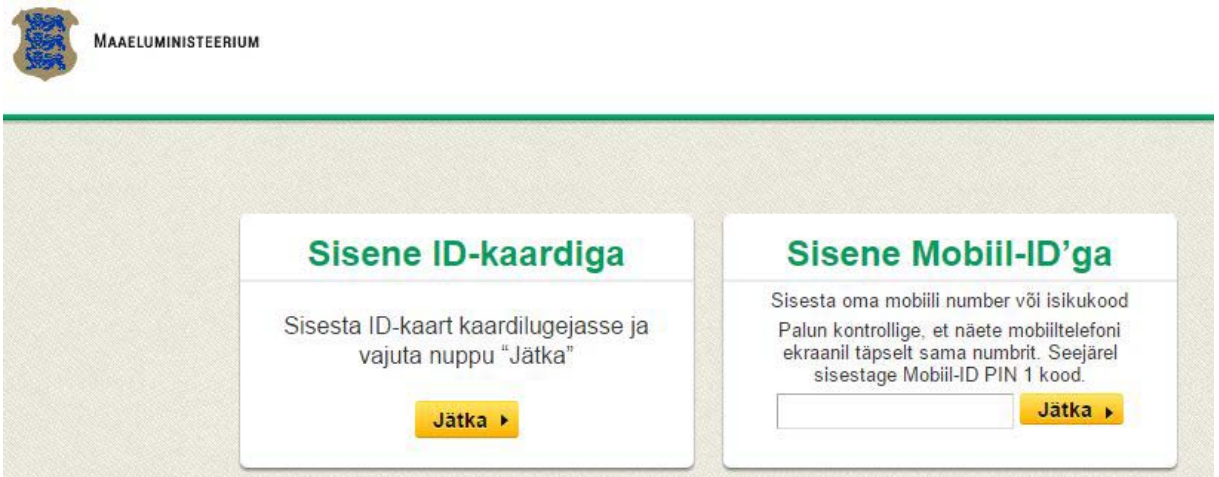 MAAELUMINISTEERIUM
Sisene ID-kaardiga
Sisesta ID-kaart kaardilugejasse ja
vajuta nuppu “Jätka”
Jätka
Sisene Mobiil-ID’ga
Sisesta oma mobiili number või isikukood
Palun kontrollige, et näete mobiiltelefoni
ekraanil täpselt sama numbrit. Seejärel
sisestage Mobiil-ID PIN 1 kood.
Jätka